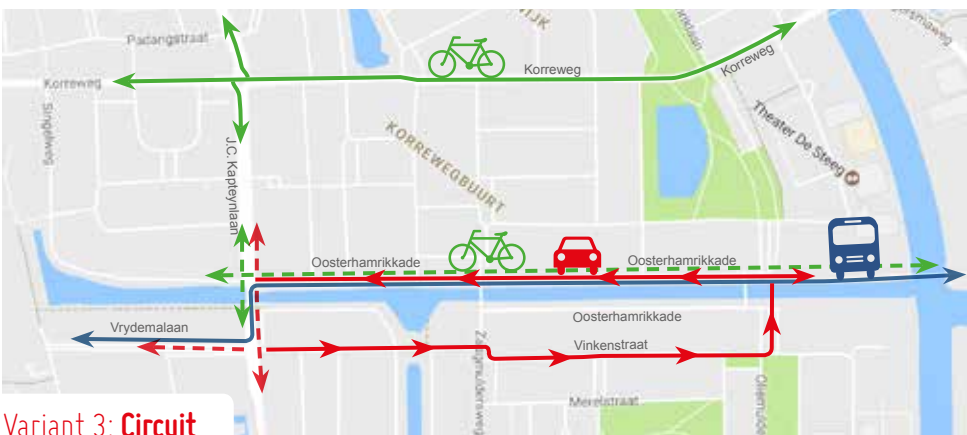 WIJK
Padangstraat
Korreweg
Korreweg
Korreweg
Singelweg
J.C. Kapteynlaan
KORREWEGBUURT
Theater De Steeg
Oosterhamrikkade
Oosterhamrikkade
Oosterhamrikkade
Vrydemalaan
Vinkenstraat
Merelstraat
Variant 3: Circuit